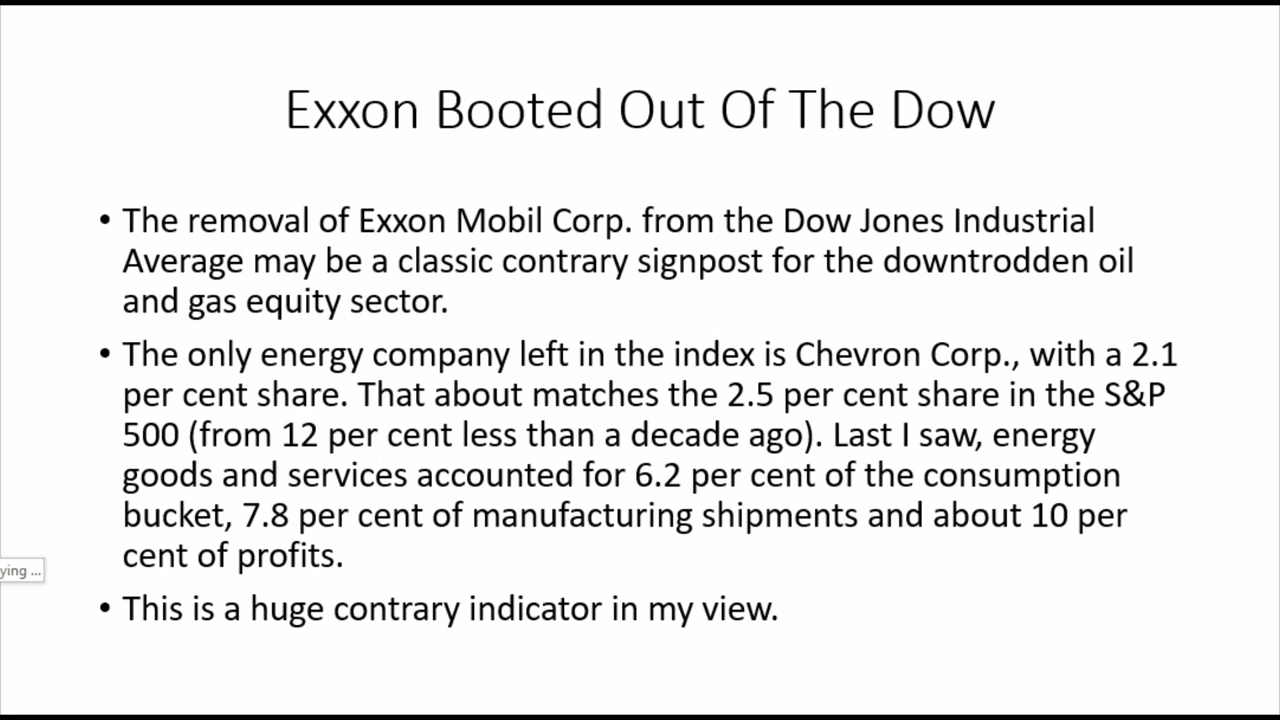 Exxon Booted Out Of The Dow
• The removal of Exxon Mobil Corp. from the Dow Jones Industrial
Average may be a classic contrary signpost for the downtrodden oil
and gas equity sector.
• The only energy company left in the index is Chevron Corp., with a 2.1
per cent share. That about matches the 2.5 per cent share in the S&P
500 (from 12 per cent less than a decade ago). Last I saw, energy
goods and services accounted for 6.2 per cent of the consumption
bucket, 7.8 per cent of manufacturing shipments and about 10 per
cent of profits.
ying ...
• This is a huge contrary indicator in my view.